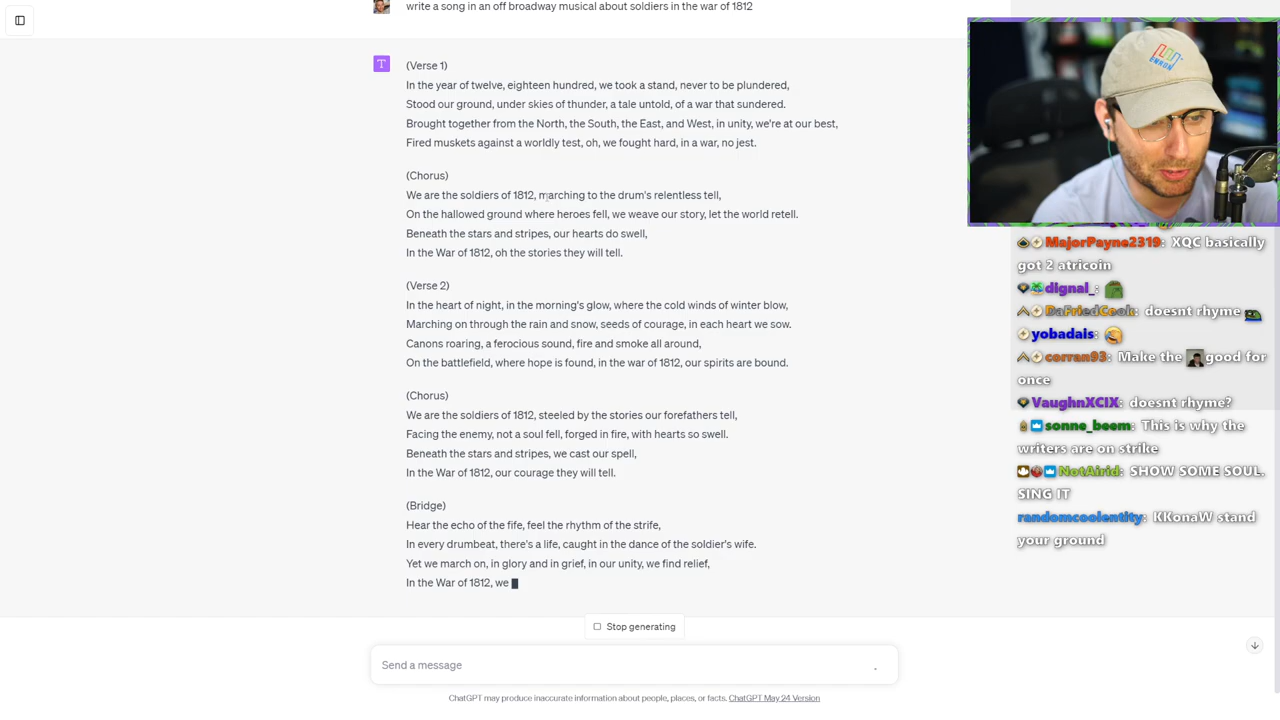 write a song in an off broadway musical about soldiers in the war of 1812
T
(Verse 1)
In the year of twelve, eighteen hundred, we took a stand, never to be plundered,
Stood our ground, under skies of thunder, a tale untold, of a war that sundered.
Brought together from the North, the South, the East, and West, in unity, we're at our best,
Fired muskets against a worldly test, oh, we fought hard, in a war, no jest.
(Chorus)
We are the soldiers of 1812, marching to the drum's relentless tell,
On the hallowed ground where heroes fell, we weave our story, let the world retell.
Beneath the stars and stripes, our hearts do swell,
In the War of 1812, oh the stories they will tell.
(Verse 2)
In the heart of night, in the morning's glow, where the cold winds of winter blow,
Marching on through the rain and snow, seeds of courage, in each heart we sow.
Canons roaring, a ferocious sound, fire and smoke all around,
On the battlefield, where hope is found, in the war of 1812, our spirits are bound.
(Chorus)
We are the soldiers of 1812, steeled by the stories our forefathers tell,
Facing the enemy, not a soul fell, forged in fire, with hearts so swell.
Beneath the stars and stripes, we cast our spell,
In the War of 1812, our courage they will tell.
(Bridge)
Hear the echo of the fife, feel the rhythm of the strife,
In every drumbeat, there's a life, caught in the dance of the soldier's wife.
Yet we march on, in glory and in grief, in our unity, we find relief,
In the War of 1812, we
Stop generating
Send a message
ChatGPT may produce inaccurate information about people, places, or facts. ChatGPT May 24 Version
MajorPayne2319: XQC basically
got 2 atricoin
dignal_:
DaFriedCook: doesnt rhyme
yobadais:
corran93: Make the good for
once
VaughnXCIX: doesnt rhyme?
sonne_beem: This is why the
writers are on strike
NotAirid: SHOW SOME SOUL.
SING IT
randomcoolentity: KKonaW stand
your ground